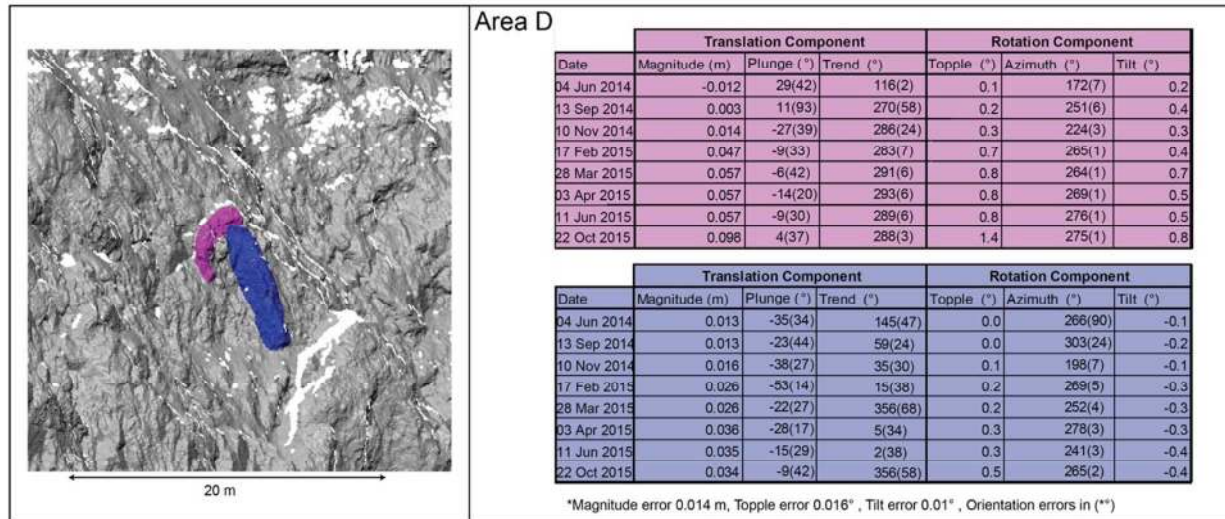 Area D
Translation Component Rotation Component
Date Magnitude (m) Plunge (°) Trend (°) Topple (°) Azimuth (°) Tilt (°)
04 Jun 2014 -0.012 29(42) 116(2) 0.1 172(7) 0.2
13 Sep 2014 0.003 11(93) 270(58) 0.2 251(6) 0.4
10 Nov 2014 0.014 -27(39) 286(24) 0.3 224(3) 0.3
17 Feb 2015 0.047 -9(33) 283(7) 0.7 265(1) 0.4
28 Mar 2015 0.057 -6(42) 291(6) 0.8 264(1) 0.7
03 Apr 2015 0.057 -14(20) 293(6) 0.8 269(1) 0.5
11 Jun 2015 0.057 -9(30) 289(6) 0.8 276(1) 0.5
22 Oct 2015 0.098 4(37) 288(3) 1.4 275(1) 0.8
Translation Component Rotation Component
Date Magnitude (m) Plunge (°) Trend (°) Topple (°) Azimuth (°) Tilt (°)
04 Jun 2014 0.013 -35(34) 145(47) 0.0 266(90) -0.1
13 Sep 2014 0.013 -23(44) 59(24) 0.0 303(24) -0.2
10 Nov 2014 0.016 -38(27) 35(30) 0.1 198(7) -0.1
17 Feb 2015 0.026 -53(14) 15(38) 0.2 269(5) -0.3
28 Mar 2015 0.026 -22(27) 356(68) 0.2 252(4) -0.3
03 Apr 2015 0.036 -28(17) 5(34) 0.3 278(3) -0.3
11 Jun 2015 0.035 -15(29) 2(38) 0.3 241(3) -0.4
22 Oct 2015 0.034 -9(42) 356(58) 0.5 265(2) -0.4
20 m
*Magnitude error 0.014 m, Topple error 0.016° , Tilt error 0.01° , Orientation errors in (*°)